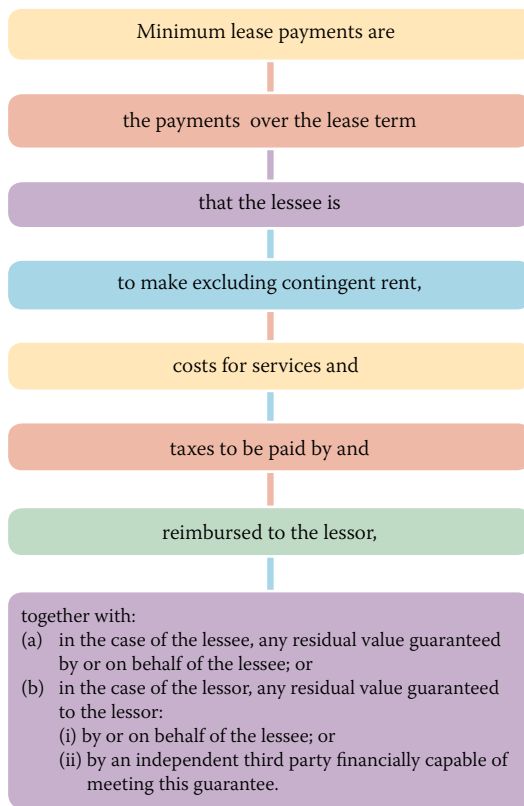 Minimum lease payments are
the payments over the lease term
that the lessee is
to make excluding contingent rent,
costs for services and
taxes to be paid by and
reimbursed to the lessor,
together with:
(a) in the case of the lessee, any residual value guaranteed
by or on behalf of the lessee; or
(b) in the case of the lessor, any residual value guaranteed
to the lessor:
(i) by or on behalf of the lessee; or
(ii) by an independent third party financially capable of
meeting this guarantee.